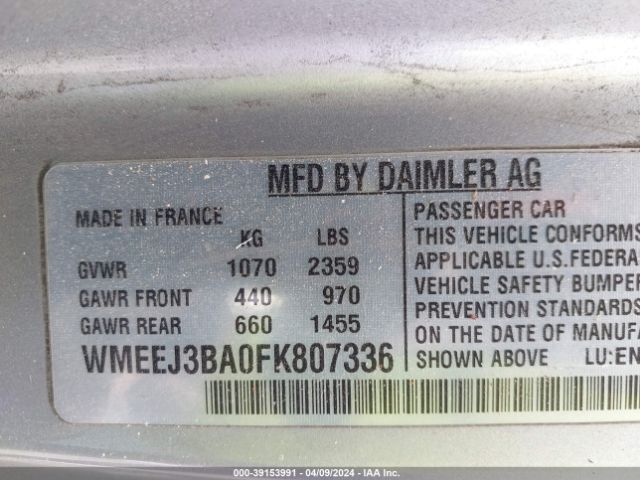 MFD BY DAIMLER AG
MADE IN FRANCE
KG LBS
GVWR 1070 2359
GAWR FRONT 440 970
GAWR REAR 660 1455
WMEEJ3BA0FK807336
PASSENGER CAR
THIS VEHICLE CONFORMS
APPLICABLE U.S.FEDERA
VEHICLE SAFETY BUMPER
PREVENTION STANDARDS
ON THE DATE OF MANUFA
SHOWN ABOVE LU:EN
000-39153991 - 04/09/2024 - IAA Inc.